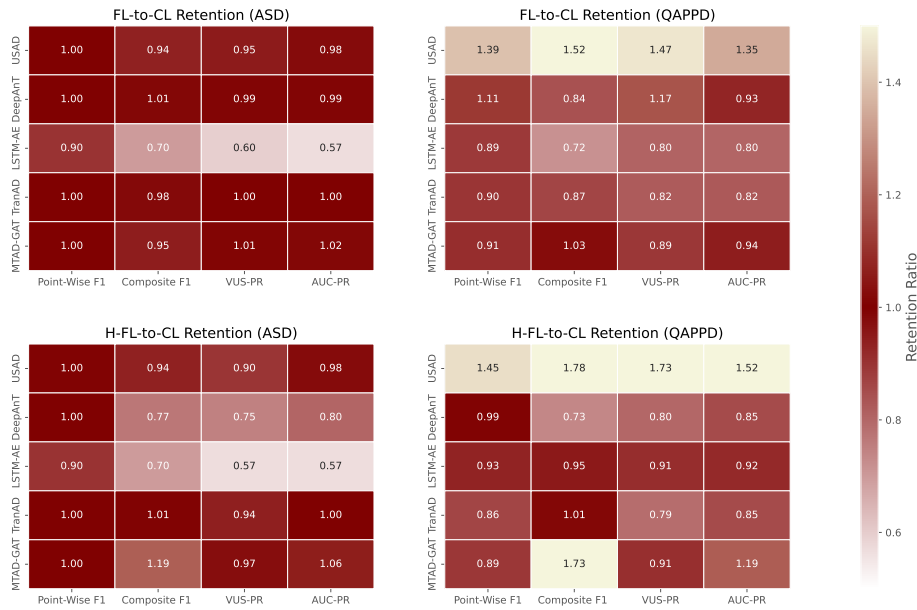 FL-to-CL Retention (ASD)
USAD 1.00 0.94 0.95 0.98
DeepAnT 1.00 1.01 0.99 0.99
LSTM-AE 0.90 0.70 0.60 0.57
TranAD 1.00 0.98 1.00 1.00
MTAD-GAT 1.00 0.95 1.01 1.02
Point-Wise F1 Composite F1 VUS-PR AUC-PR
FL-to-CL Retention (QAPPD)
USAD 1.39 1.52 1.47 1.35
DeepAnT 1.11 0.84 1.17 0.93
LSTM-AE 0.89 0.72 0.80 0.80
TranAD 0.90 0.87 0.82 0.82
MTAD-GAT 0.91 1.03 0.89 0.94
Point-Wise F1 Composite F1 VUS-PR AUC-PR
H-FL-to-CL Retention (ASD)
USAD 1.00 0.94 0.90 0.98
DeepAnT 1.00 0.77 0.75 0.80
LSTM-AE 0.90 0.70 0.57 0.57
TranAD 1.00 1.01 0.94 1.00
MTAD-GAT 1.00 1.19 0.97 1.06
Point-Wise F1 Composite F1 VUS-PR AUC-PR
H-FL-to-CL Retention (QAPPD)
USAD 1.45 1.78 1.73 1.52
DeepAnT 0.99 0.73 0.80 0.85
LSTM-AE 0.93 0.95 0.91 0.92
TranAD 0.86 1.01 0.79 0.85
MTAD-GAT 0.89 1.73 0.91 1.19
Point-Wise F1 Composite F1 VUS-PR AUC-PR
1.4
1.2
1.0
0.8
0.6
Retention Ratio